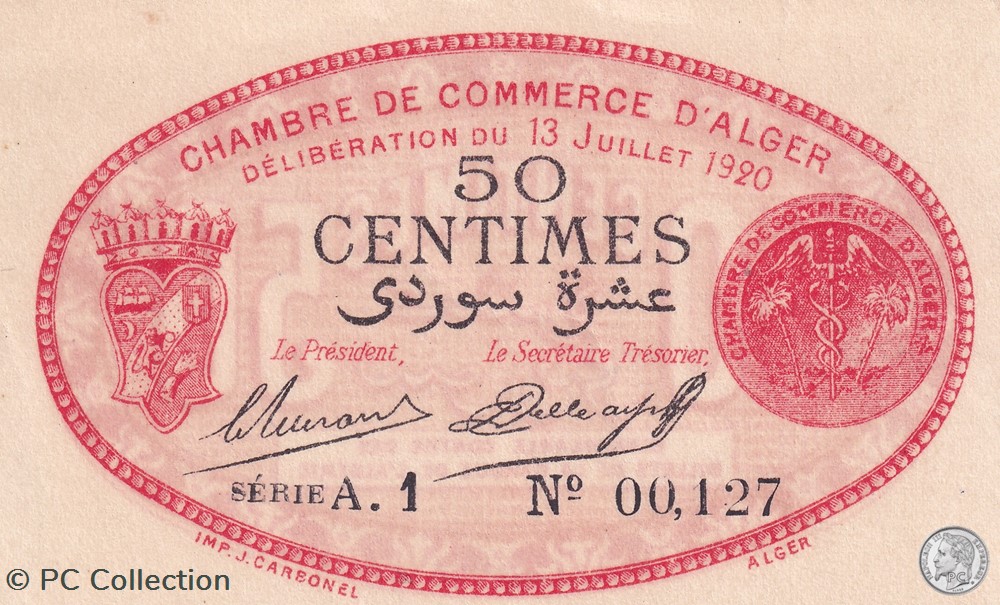 CHAMBRE DE COMMERCE D'ALGER
DÉLIBÉRATION DU 13 JUILLET 1920
50
CENTIMES
عشرة سوردى
CHAMBRE DE COMMERCE D'ALGER
Le Président,
Le Secrétaire Trésorier,
SÉRIE A. 1
Nº 00,127
IMP. J. CARBONEL
ALGER
© PC Collection
PC